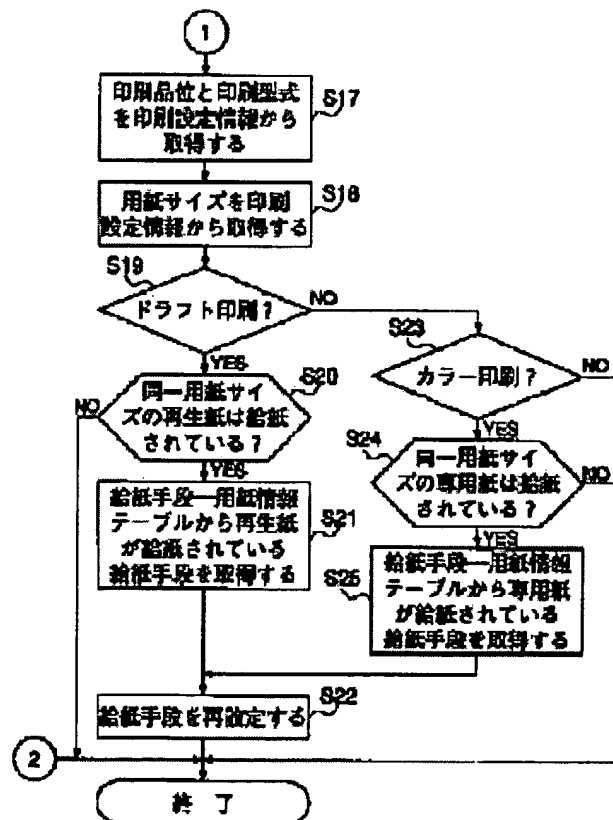 1
印刷品位と印刷型式
を印刷設定情報から
取得する
S17
用紙サイズを印刷
設定情報から取得する
S18
S19
ドラフト印刷?
NO
YES
S23
カラー印刷?
NO
YES
S20
同一用紙サイ
ズの再生紙は給紙
されている?
NO
YES
S24
同一用紙サイ
ズの専用紙は給紙
されている?
NO
YES
給紙手段一用紙情報
テーブルから再生紙
が給紙されている
給紙手段を取得する
S21
S25
給紙手段一用紙情報
テーブルから専用紙
が給紙されている
給紙手段を取得する
給紙手段を再設定する
S22
2
終了